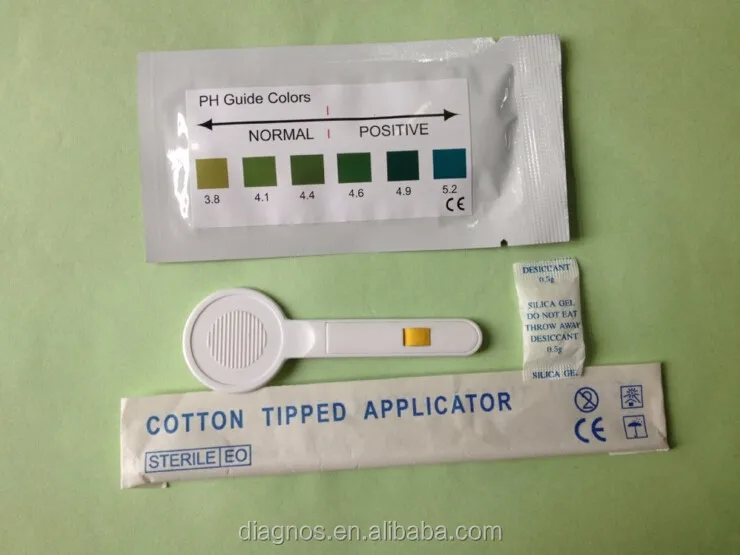 PH Guide Colors
NORMAL POSITIVE
3.8 4.1 4.4 4.6 4.9 5.2
CE
DESICCANT
0.5g
SILICA GEL
DO NOT EAT
THROW AWAY
DESICCANT
0.5g
SILICA GEL
COTTON TIPPED APPLICATOR
STERILE EO
2
CE
diagnos.en.alibaba.com